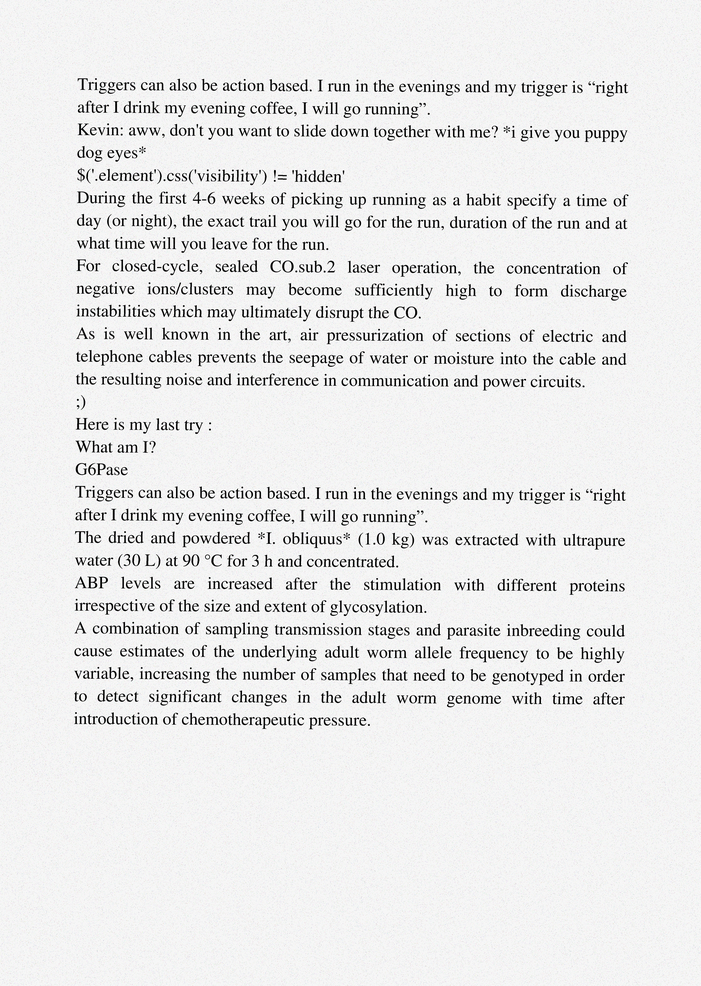 Triggers can also be action based. I run in the evenings and my trigger is “right
after I drink my evening coffee, I will go running”.
Kevin: aww, don't you want to slide down together with me? *i give you puppy
dog eyes*
$('.element').css('visibility') != 'hidden'
During the first 4-6 weeks of picking up running as a habit specify a time of
day (or night), the exact trail you will go for the run, duration of the run and at
what time will you leave for the run.
For closed-cycle, sealed CO.sub.2 laser operation, the concentration of
negative ions/clusters may become sufficiently high to form discharge
instabilities which may ultimately disrupt the CO.
As is well known in the art, air pressurization of sections of electric and
telephone cables prevents the seepage of water or moisture into the cable and
the resulting noise and interference in communication and power circuits.
;)
Here is my last try :
What am I?
G6Pase
Triggers can also be action based. I run in the evenings and my trigger is “right
after I drink my evening coffee, I will go running”.
The dried and powdered *I. obliquus* (1.0 kg) was extracted with ultrapure
water (30 L) at 90 °C for 3 h and concentrated.
ABP levels are increased after the stimulation with different proteins
irrespective of the size and extent of glycosylation.
A combination of sampling transmission stages and parasite inbreeding could
cause estimates of the underlying adult worm allele frequency to be highly
variable, increasing the number of samples that need to be genotyped in order
to detect significant changes in the adult worm genome with time after
introduction of chemotherapeutic pressure.